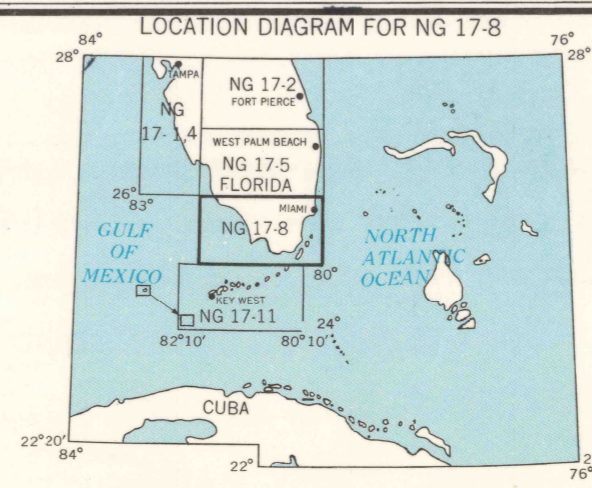 LOCATION DIAGRAM FOR NG 17-8
84°
76°
28°
28°
TAMPA
NG 17-2
FORT PIERCE
NG
17-1,4
WEST PALM BEACH
NG 17-5
FLORIDA
26°
83°
MIAMI
NG 17-8
GULF
OF
MEXICO
NORTH
ATLANTIC
OCEAN
80°
KEY WEST
NG 17-11
24°
82°10'
80°10'
CUBA
22°20'
84°
22°
76°